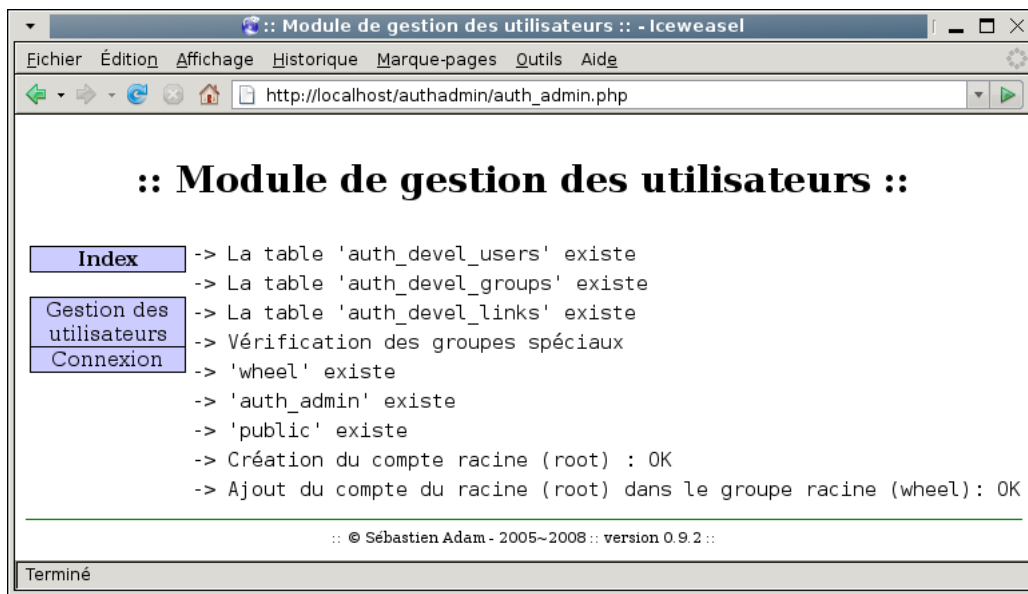 :: Module de gestion des utilisateurs :: - Iceweasel
Fichier Édition Affichage Historique Marque-pages Outils Aide
http://localhost/authadmin/auth_admin.php
:: Module de gestion des utilisateurs ::
Index
Gestion des
utilisateurs
Connexion
-> La table 'auth_devel_users' existe
-> La table 'auth_devel_groups' existe
-> La table 'auth_devel_links' existe
-> Vérification des groupes spéciaux
-> 'wheel' existe
-> 'auth_admin' existe
-> 'public' existe
-> Création du compte racine (root) : OK
-> Ajout du compte du racine (root) dans le groupe racine (wheel): OK
:: © Sébastien Adam - 2005~2008 :: version 0.9.2 ::
Terminé